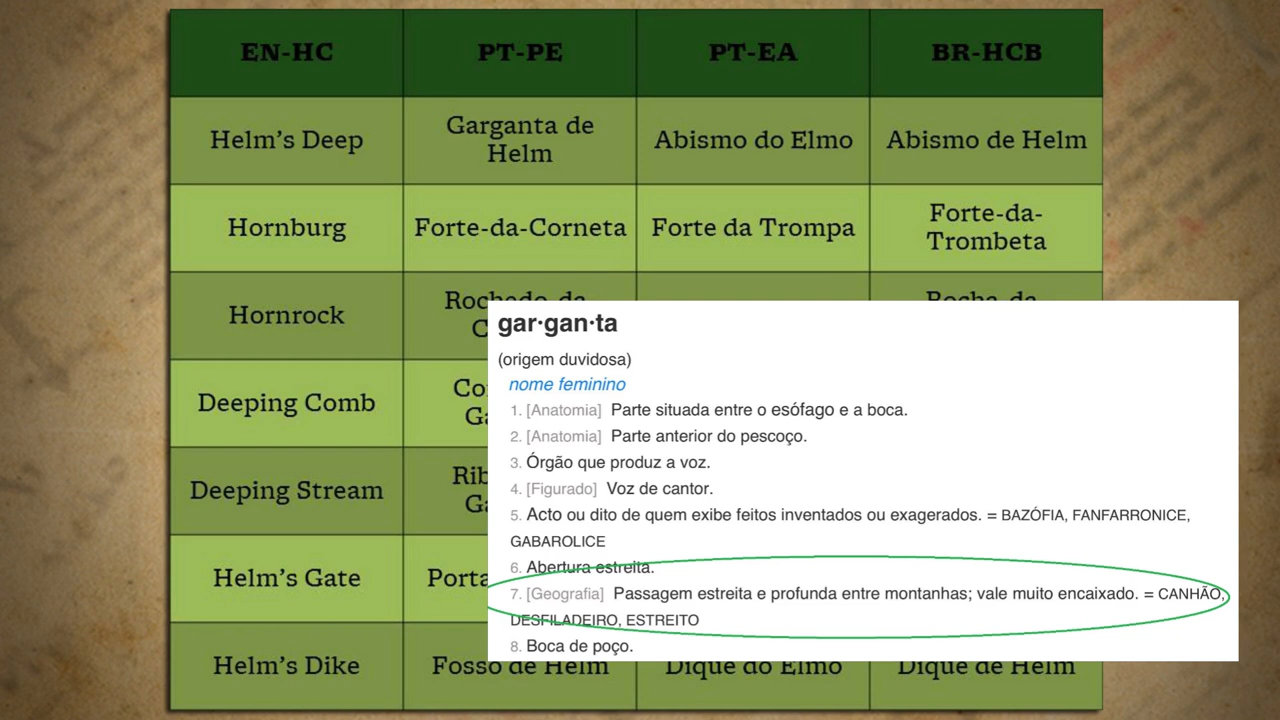 EN-HC PT-PE PT-EA BR-HCB
Helm's Deep Garganta de Helm Abismo do Elmo Abismo de Helm
Hornburg Forte-da-Corneta Forte da Trompa Forte-da-Trombeta
Hornrock
Deeping Comb
Deeping Stream
Helm's Gate
Helm's Dike Fosso de Helm Dique do Elmo Dique de Helm
gar·gan·ta
(origem duvidosa)
nome feminino
1. [Anatomia] Parte situada entre o esófago e a boca.
2. [Anatomia] Parte anterior do pescoço.
3. Órgão que produz a voz.
4. [Figurado] Voz de cantor.
5. Acto ou dito de quem exibe feitos inventados ou exagerados. = BAZÓFIA, FANFARRONICE,
GABAROLICE
6. Abertura estreita.
7. [Geografia] Passagem estreita e profunda entre montanhas; vale muito encaixado. = CANHÃO,
DESFILADEIRO, ESTREITO
8. Boca de poço.